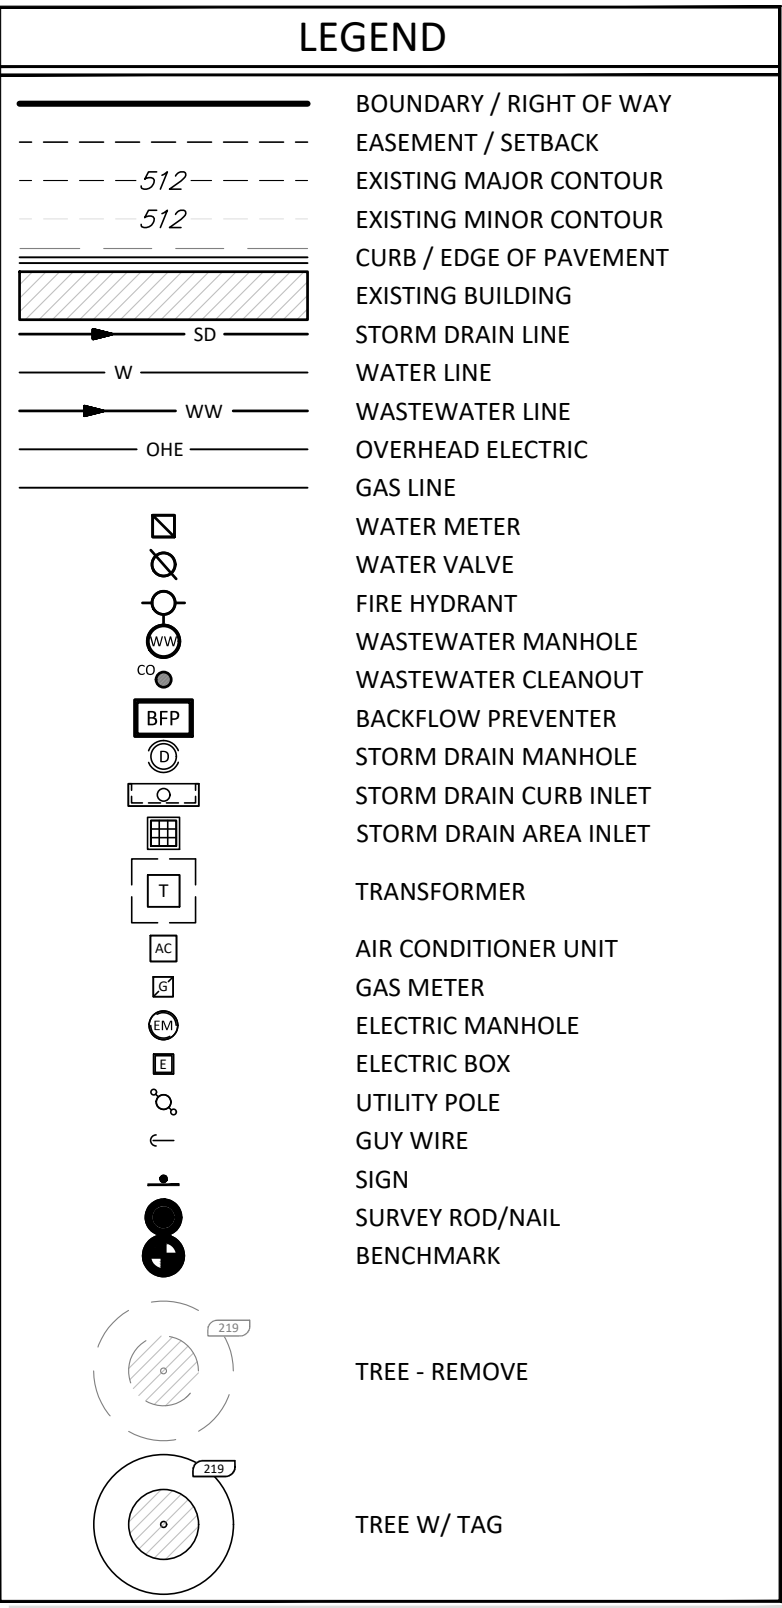 LEGEND
BOUNDARY / RIGHT OF WAY
EASEMENT / SETBACK
512 EXISTING MAJOR CONTOUR
512 EXISTING MINOR CONTOUR
CURB / EDGE OF PAVEMENT
EXISTING BUILDING
SD STORM DRAIN LINE
W WATER LINE
WW WASTEWATER LINE
OHE OVERHEAD ELECTRIC
GAS LINE
WATER METER
WATER VALVE
FIRE HYDRANT
WW WASTEWATER MANHOLE
CO WASTEWATER CLEANOUT
BFP BACKFLOW PREVENTER
D STORM DRAIN MANHOLE
STORM DRAIN CURB INLET
STORM DRAIN AREA INLET
T TRANSFORMER
AC AIR CONDITIONER UNIT
G GAS METER
EM ELECTRIC MANHOLE
E ELECTRIC BOX
UTILITY POLE
GUY WIRE
SIGN
SURVEY ROD/NAIL
BENCHMARK
219
TREE - REMOVE
219
TREE W/ TAG